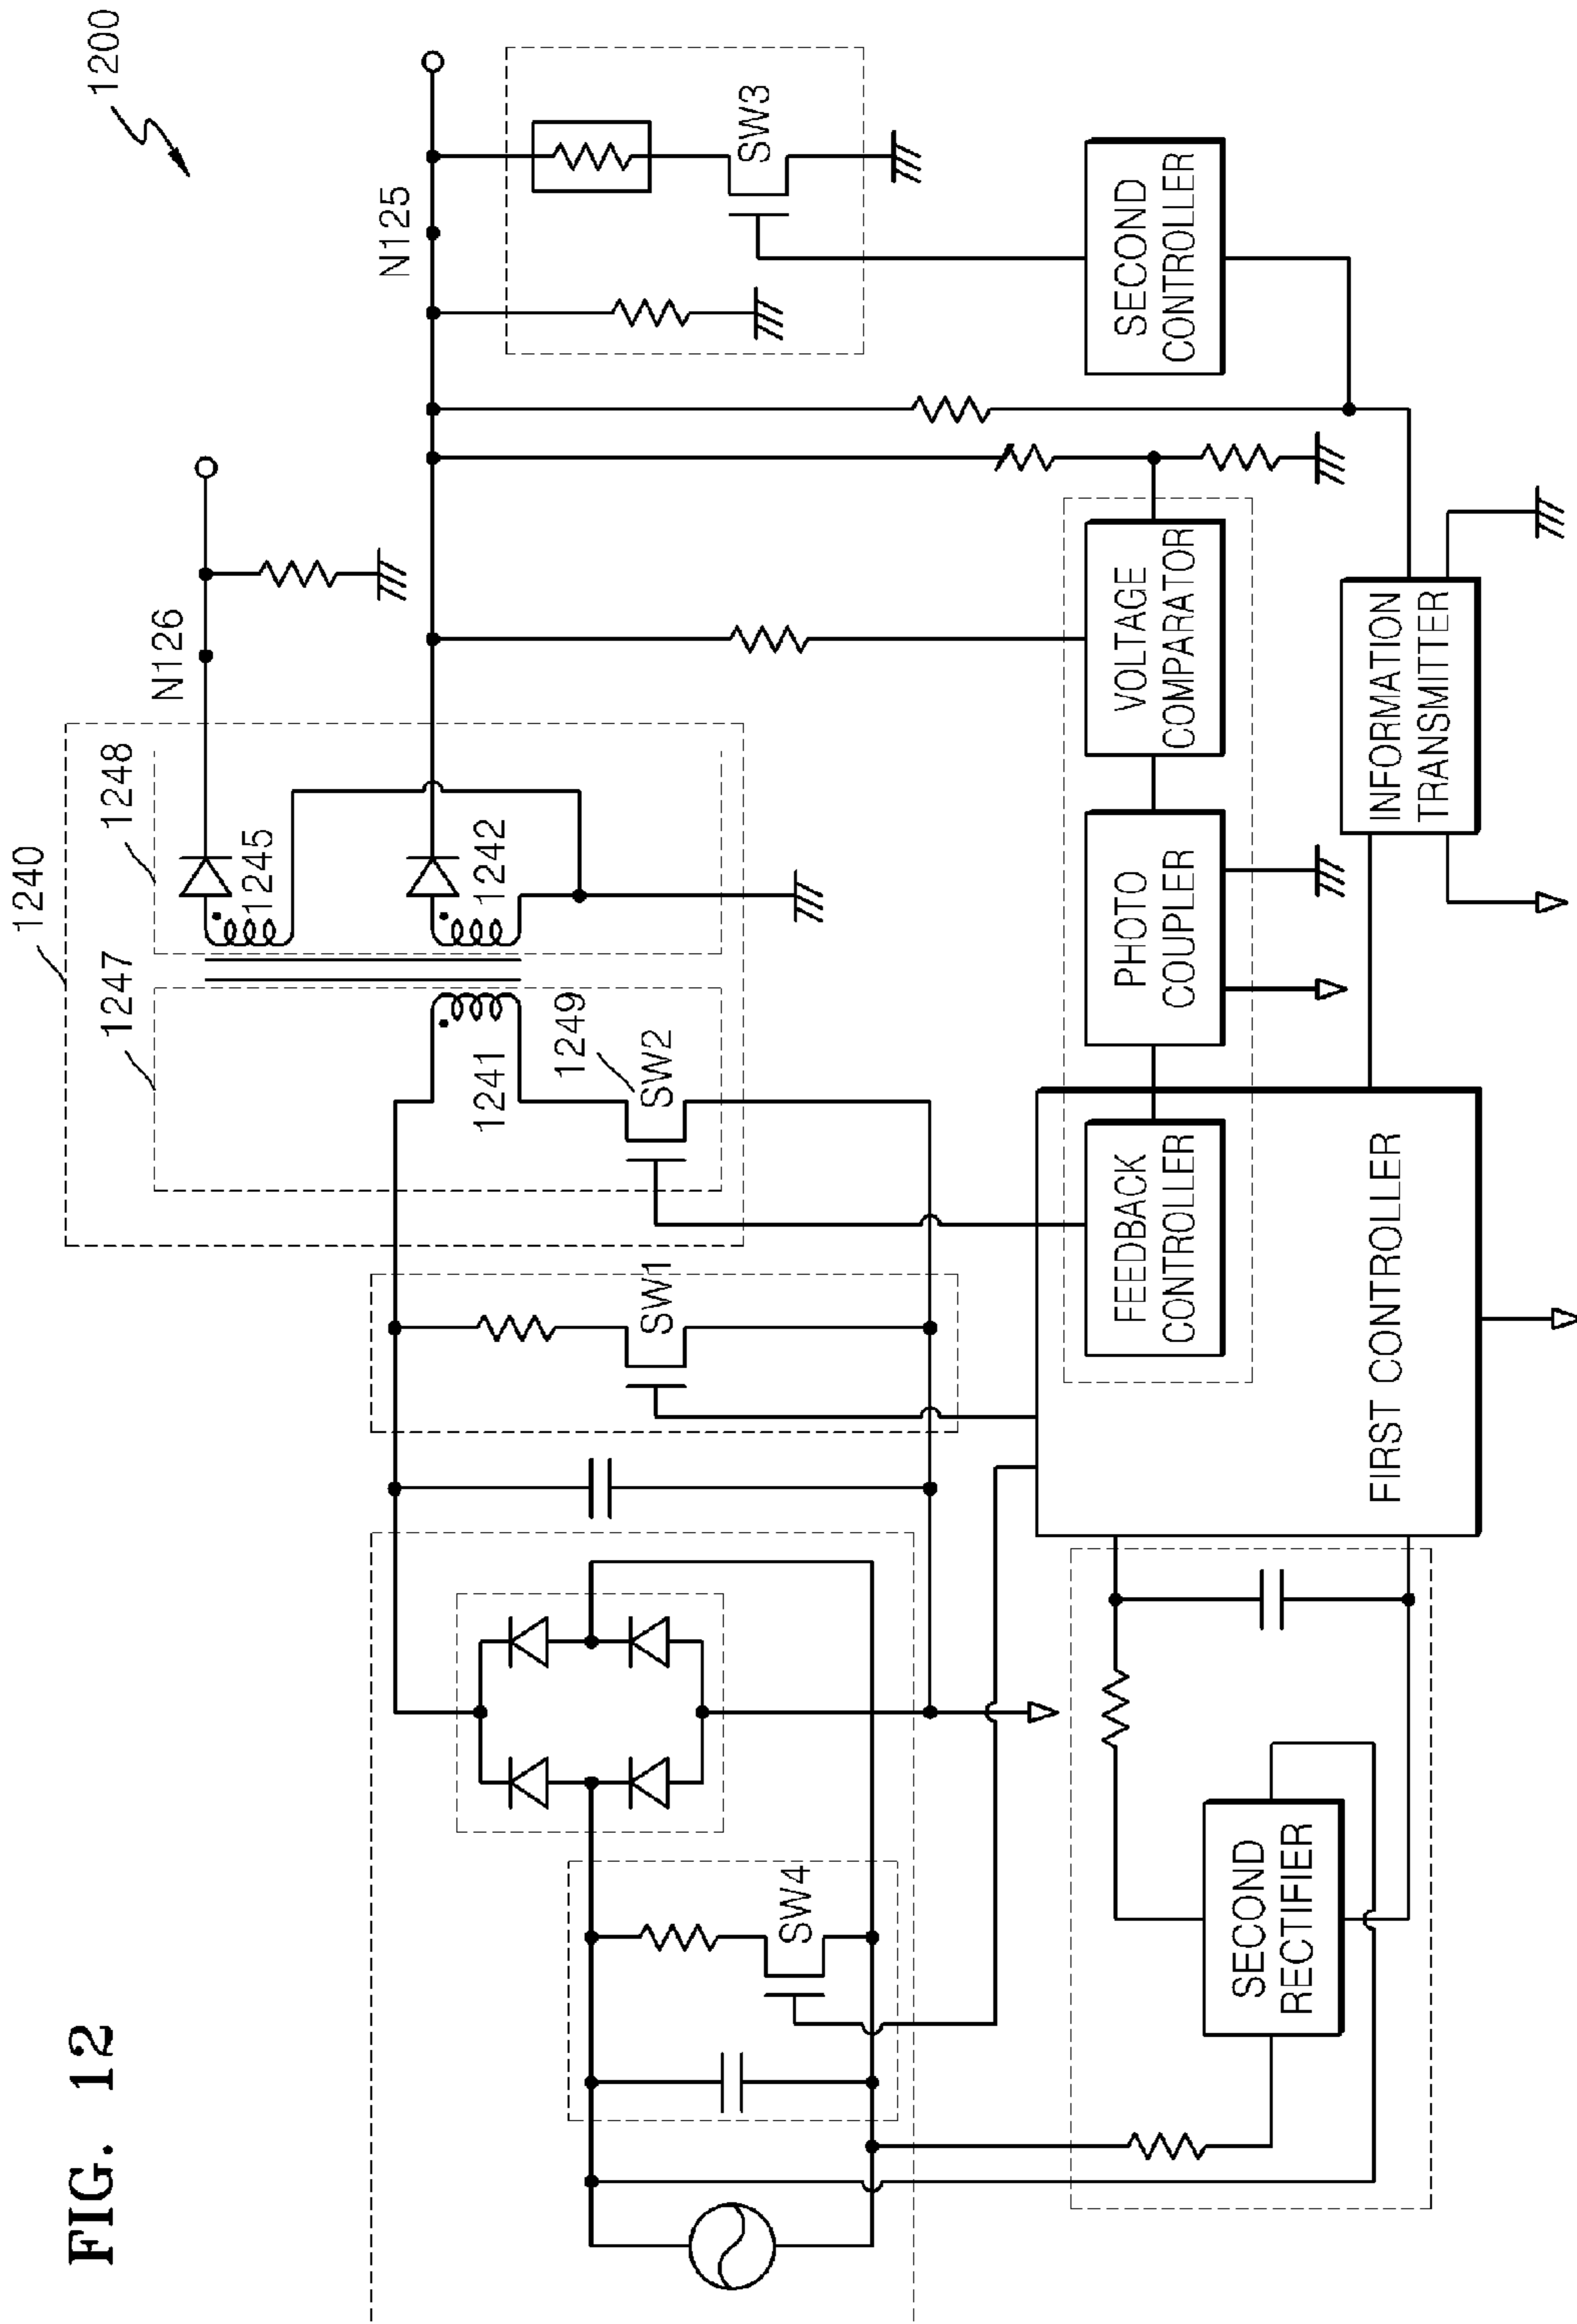 FIG. 12
1200
1240
1247
1248
N126
N125
1245
1242
1241
1249
SW2
SW1
SW3
SW4
SECOND
CONTROLLER
VOLTAGE
COMPARATOR
PHOTO
COUPLER
FEEDBACK
CONTROLLER
INFORMATION
TRANSMITTER
FIRST CONTROLLER
SECOND
RECTIFIER